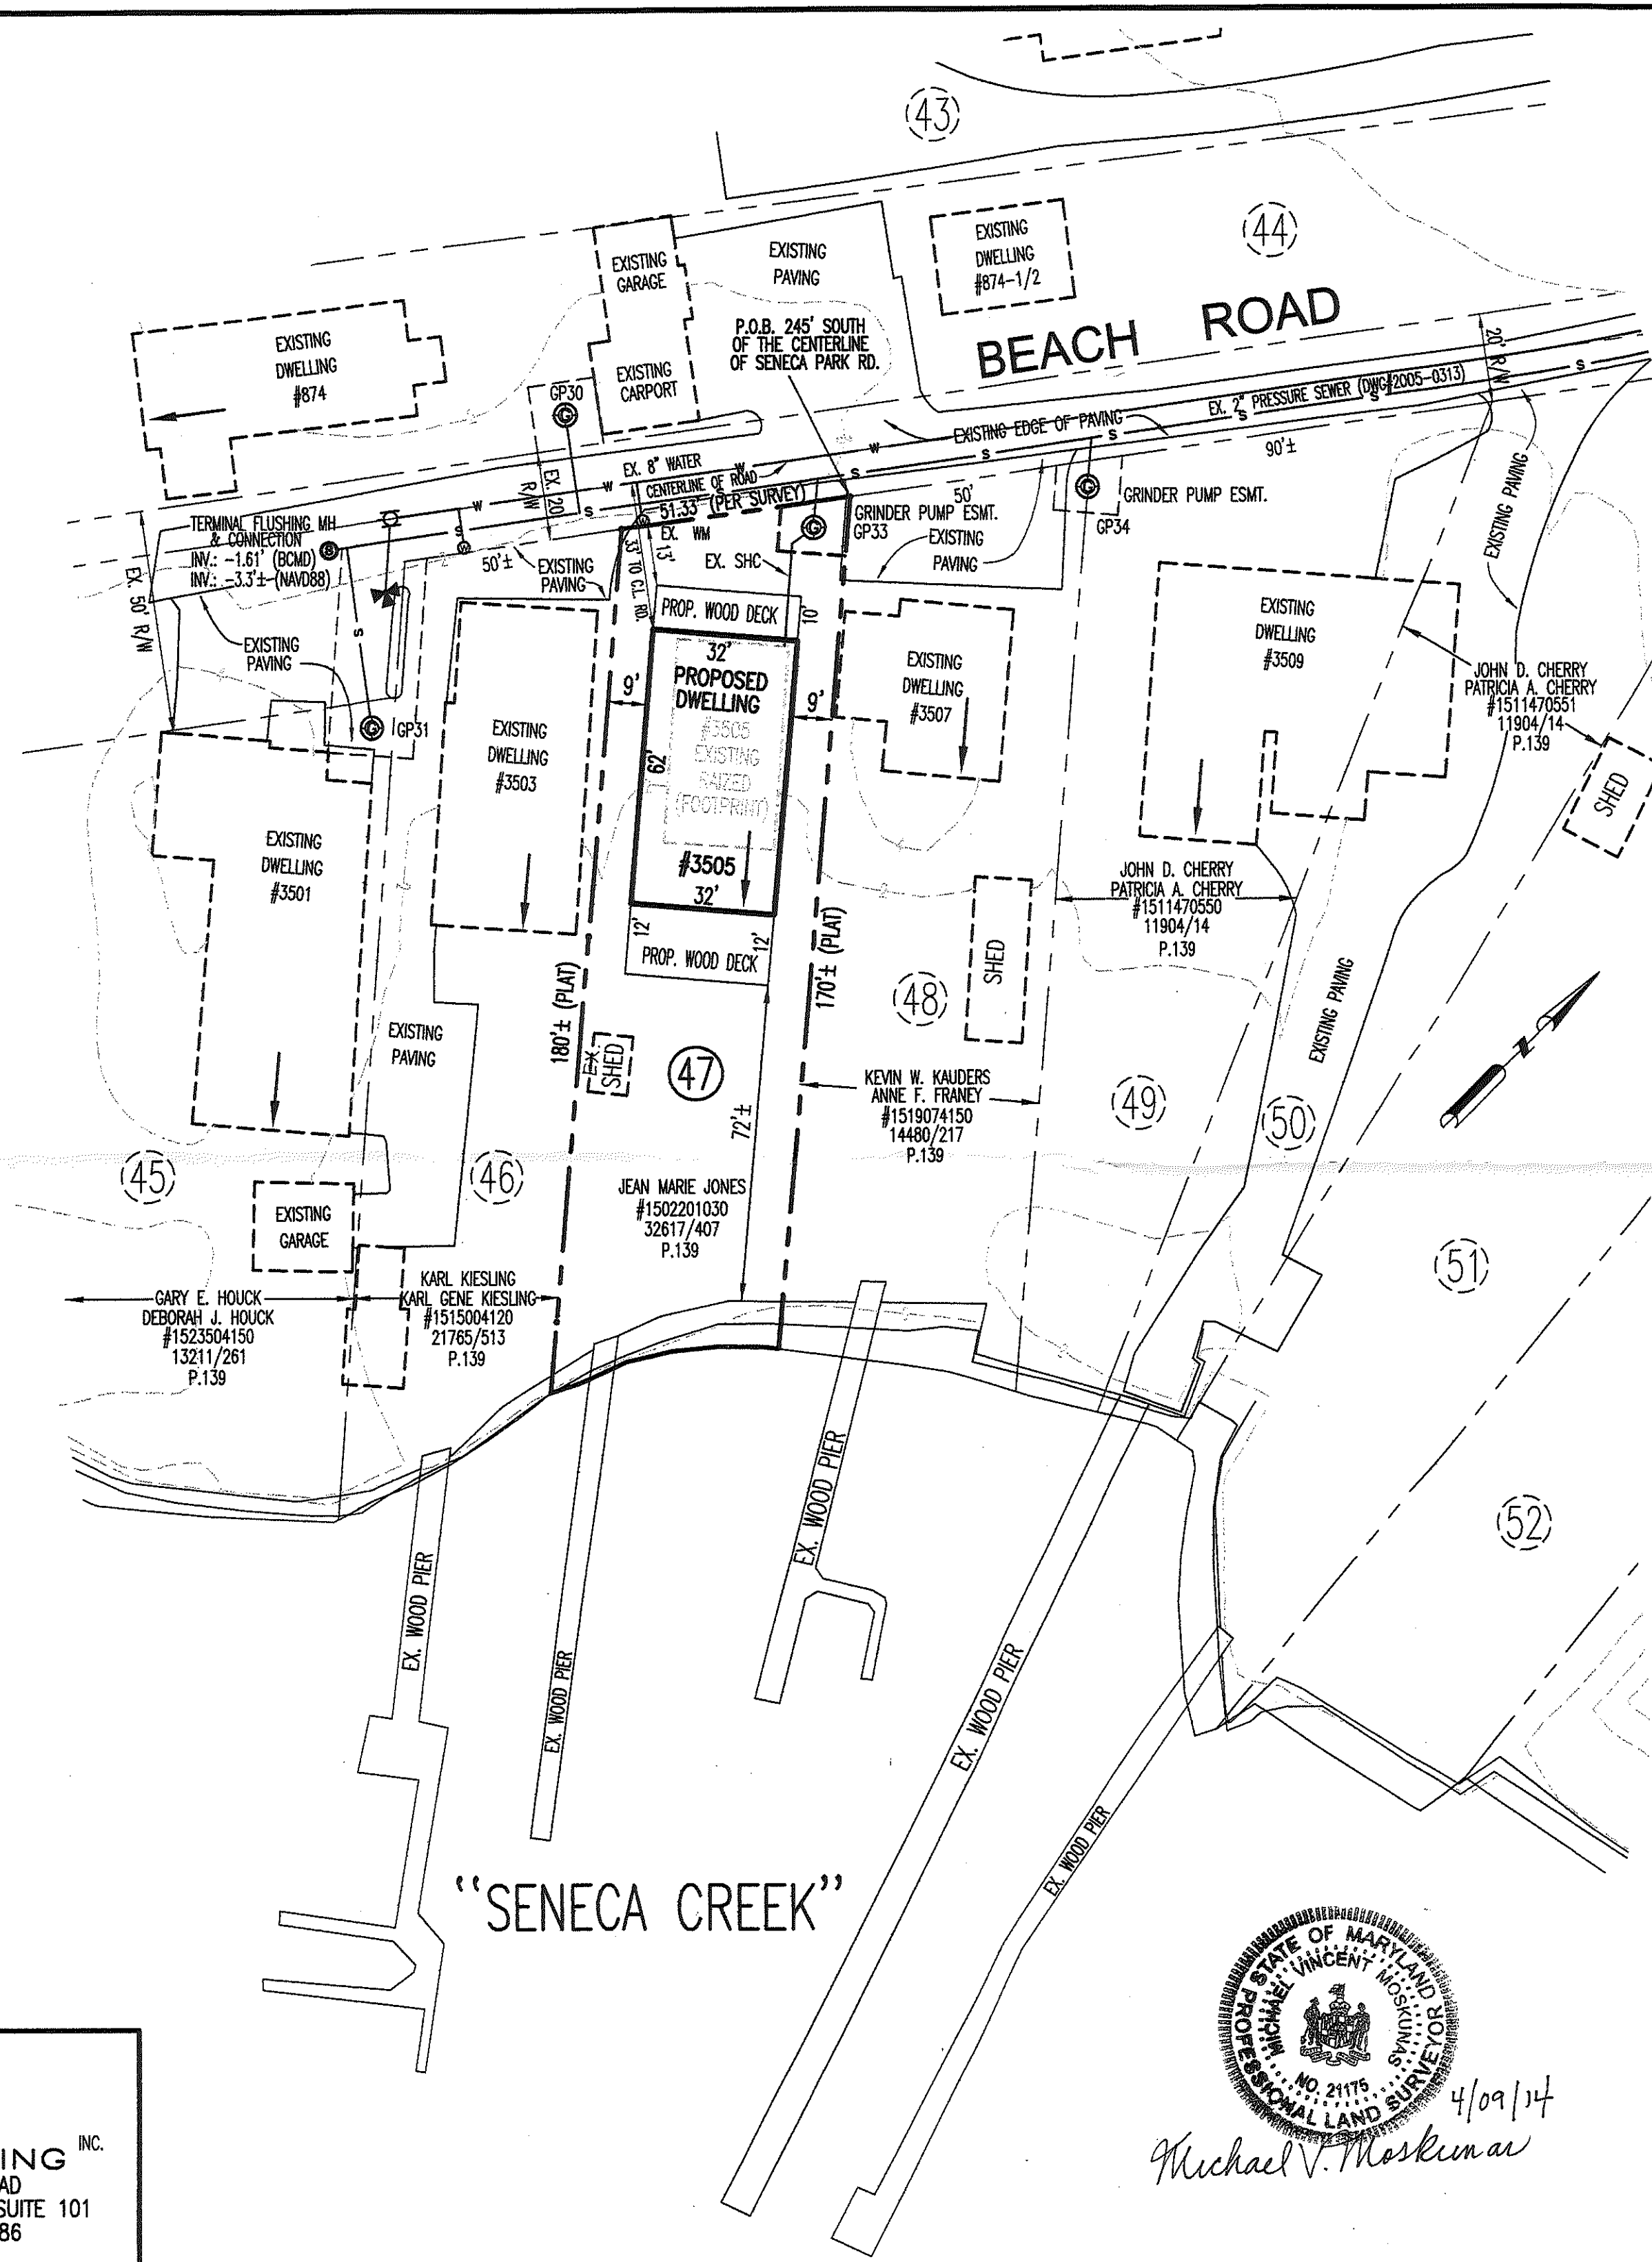 43
44
EXISTING
DWELLING
#874-1/2
EXISTING
GARAGE
EXISTING
PAVING
BEACH ROAD
20' R/W
P.O.B. 245' SOUTH
OF THE CENTERLINE
OF SENECA PARK RD.
EXISTING
DWELLING
#874
EXISTING
CARPORT
GP30
EX. 20'
R/W
EX. 2" PRESSURE SEWER (DWG#2005-0313)
EXISTING EDGE OF PAVING
EX. 8" WATER
CENTERLINE OF ROAD
51.33' (PER SURVEY)
90'±
50'
GRINDER PUMP ESMT.
GP34
GRINDER PUMP ESMT.
GP33
EXISTING
PAVING
EXISTING PAVING
EXISTING PAVING
TERMINAL FLUSHING MH
& CONNECTION
INV.: -1.61' (BCMD)
INV.: -3.3'± (NAVD88)
EX. 50' R/W
50'±
EXISTING
PAVING
EX. WM
13'
33' TO C.L. RD.
EX. SHC
EXISTING
PAVING
GP31
PROP. WOOD DECK
10'
32'
PROPOSED
DWELLING
#3505
EXISTING
RAIZED
(FOOTPRINT)
9'
9'
62'
#3505
32'
12'
12'
PROP. WOOD DECK
EXISTING
DWELLING
#3507
EXISTING
DWELLING
#3509
JOHN D. CHERRY
PATRICIA A. CHERRY
#1511470551
11904/14
P.139
SHED
EXISTING
DWELLING
#3503
EXISTING
DWELLING
#3501
JOHN D. CHERRY
PATRICIA A. CHERRY
#1511470550
11904/14
P.139
SHED
EXISTING PAVING
N
180'± (PLAT)
170'± (PLAT)
EXISTING
PAVING
EX.
SHED
47
48
49
50
72'±
KEVIN W. KAUDERS
ANNE F. FRANEY
#1519074150
14480/217
P.139
45
46
JEAN MARIE JONES
#1502201030
32617/407
P.139
EXISTING
GARAGE
51
GARY E. HOUCK
DEBORAH J. HOUCK
#1523504150
13211/261
P.139
KARL KIESLING
KARL GENE KIESLING
#1515004120
21765/513
P.139
52
EX. WOOD PIER
EX. WOOD PIER
EX. WOOD PIER
EX. WOOD PIER
EX. WOOD PIER
"SENECA CREEK"
STATE OF MARYLAND
MICHAEL VINCENT MOSKUNAS
NO. 21175
PROFESSIONAL LAND SURVEYOR
4/09/14
Michael V. Moskunas
ING INC.
AD
SUITE 101
86